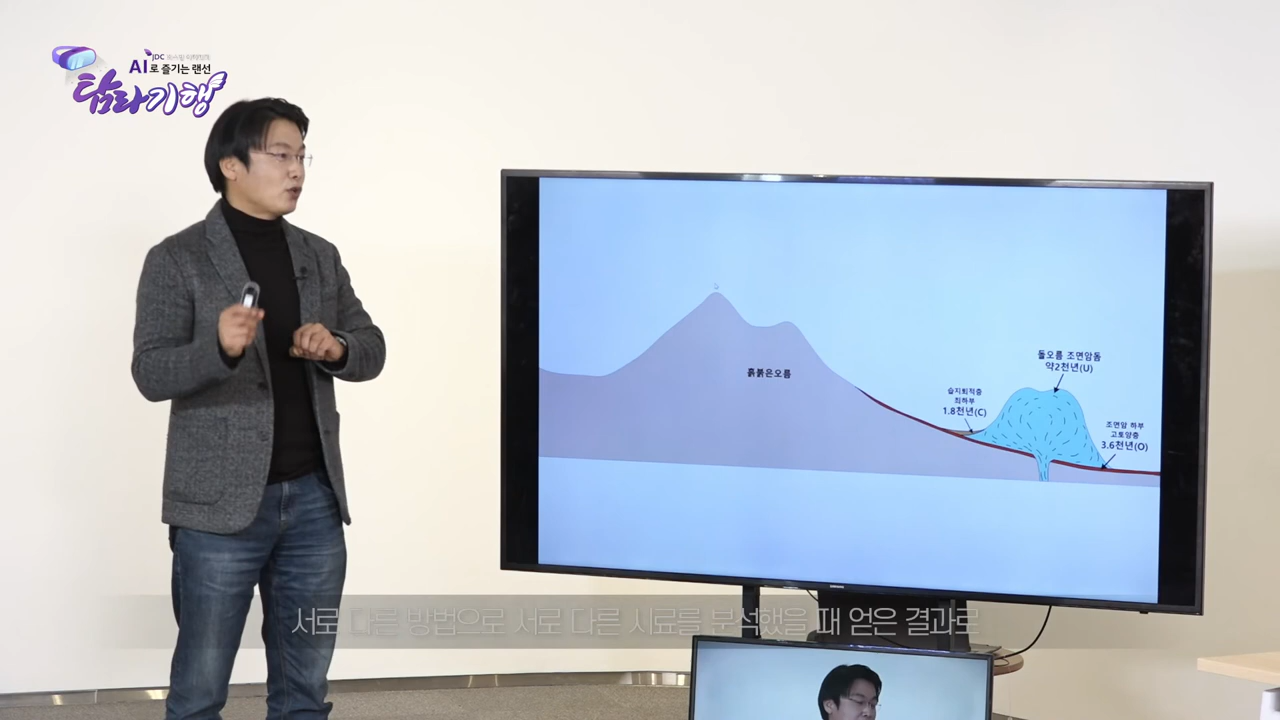 JDC
AI로 즐기는 랜선
탐라기행
흙붉은오름
돌오름 조면암돔
약2천년(U)
습지퇴적층
최하부
1.8천년(C)
조면암 하부
고토양층
3.6천년(O)
SAMSUNG
서로 다른 방법으로 서로 다른 시료를 분석했을 때 얻은 결과로